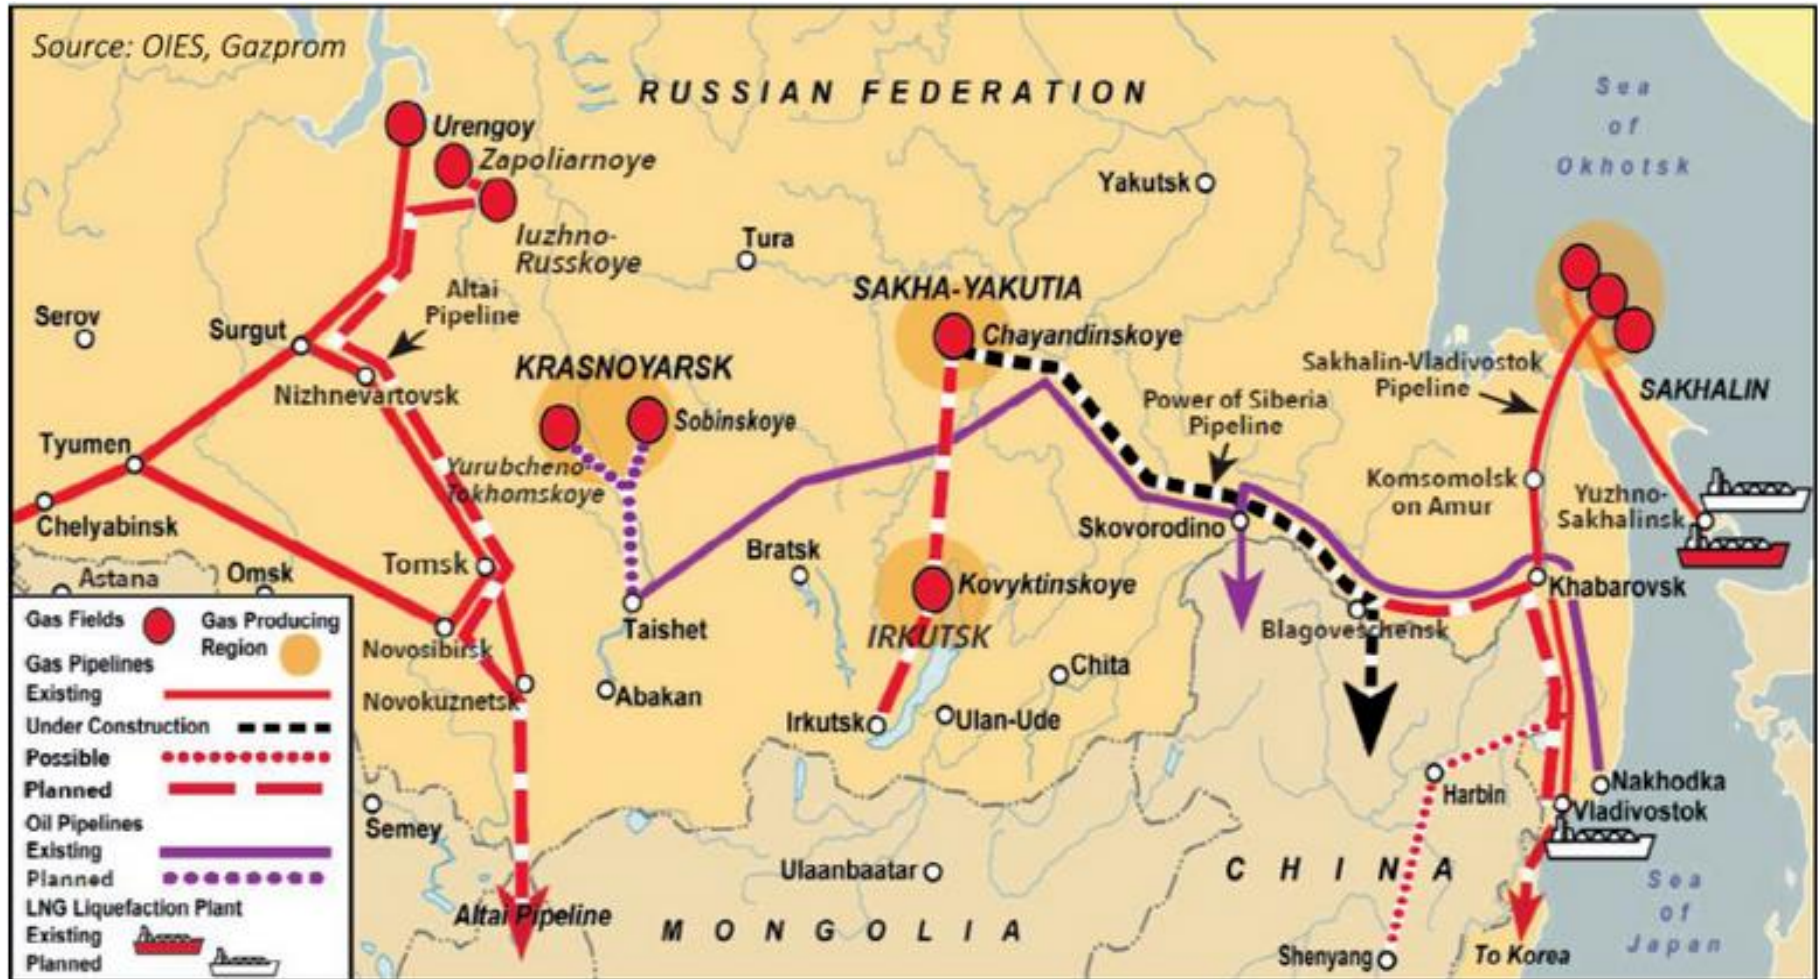 Source: OIES, Gazprom
RUSSIAN FEDERATION
Sea
of
Okhotsk
Urengoy
Zapoliarnoye
Iuzhno-
Russkoye
Yakutsk
Tura
Altai
Pipeline
Serov
Surgut
Nizhnevartovsk
SAKHA-YAKUTIA
Chayandinskoye
KRASNOYARSK
Sobinskoye
Yurubcheno
Tokhomskoye
Power of Siberia
Pipeline
Sakhalin-Vladivostok
Pipeline
SAKHALIN
Tyumen
Chelyabinsk
Komsomolsk
on Amur
Yuzhno-
Sakhalinsk
Skovorodino
Astana
Omsk
Tomsk
Bratsk
Kovyktinskoye
Khabarovsk
Taishet
IRKUTSK
Blagoveschensk
Novosibirsk
Novokuznetsk
Abakan
Chita
Irkutsk
Ulan-Ude
Semey
Harbin
Nakhodka
Vladivostok
Ulaanbaatar
CHINA
Altai Pipeline
MONGOLIA
Shenyang
To Korea
Sea
of
Japan
Gas Fields
Gas Producing
Region
Gas Pipelines
Existing
Under Construction
Possible
Planned
Oil Pipelines
Existing
Planned
LNG Liquefaction Plant
Existing
Planned